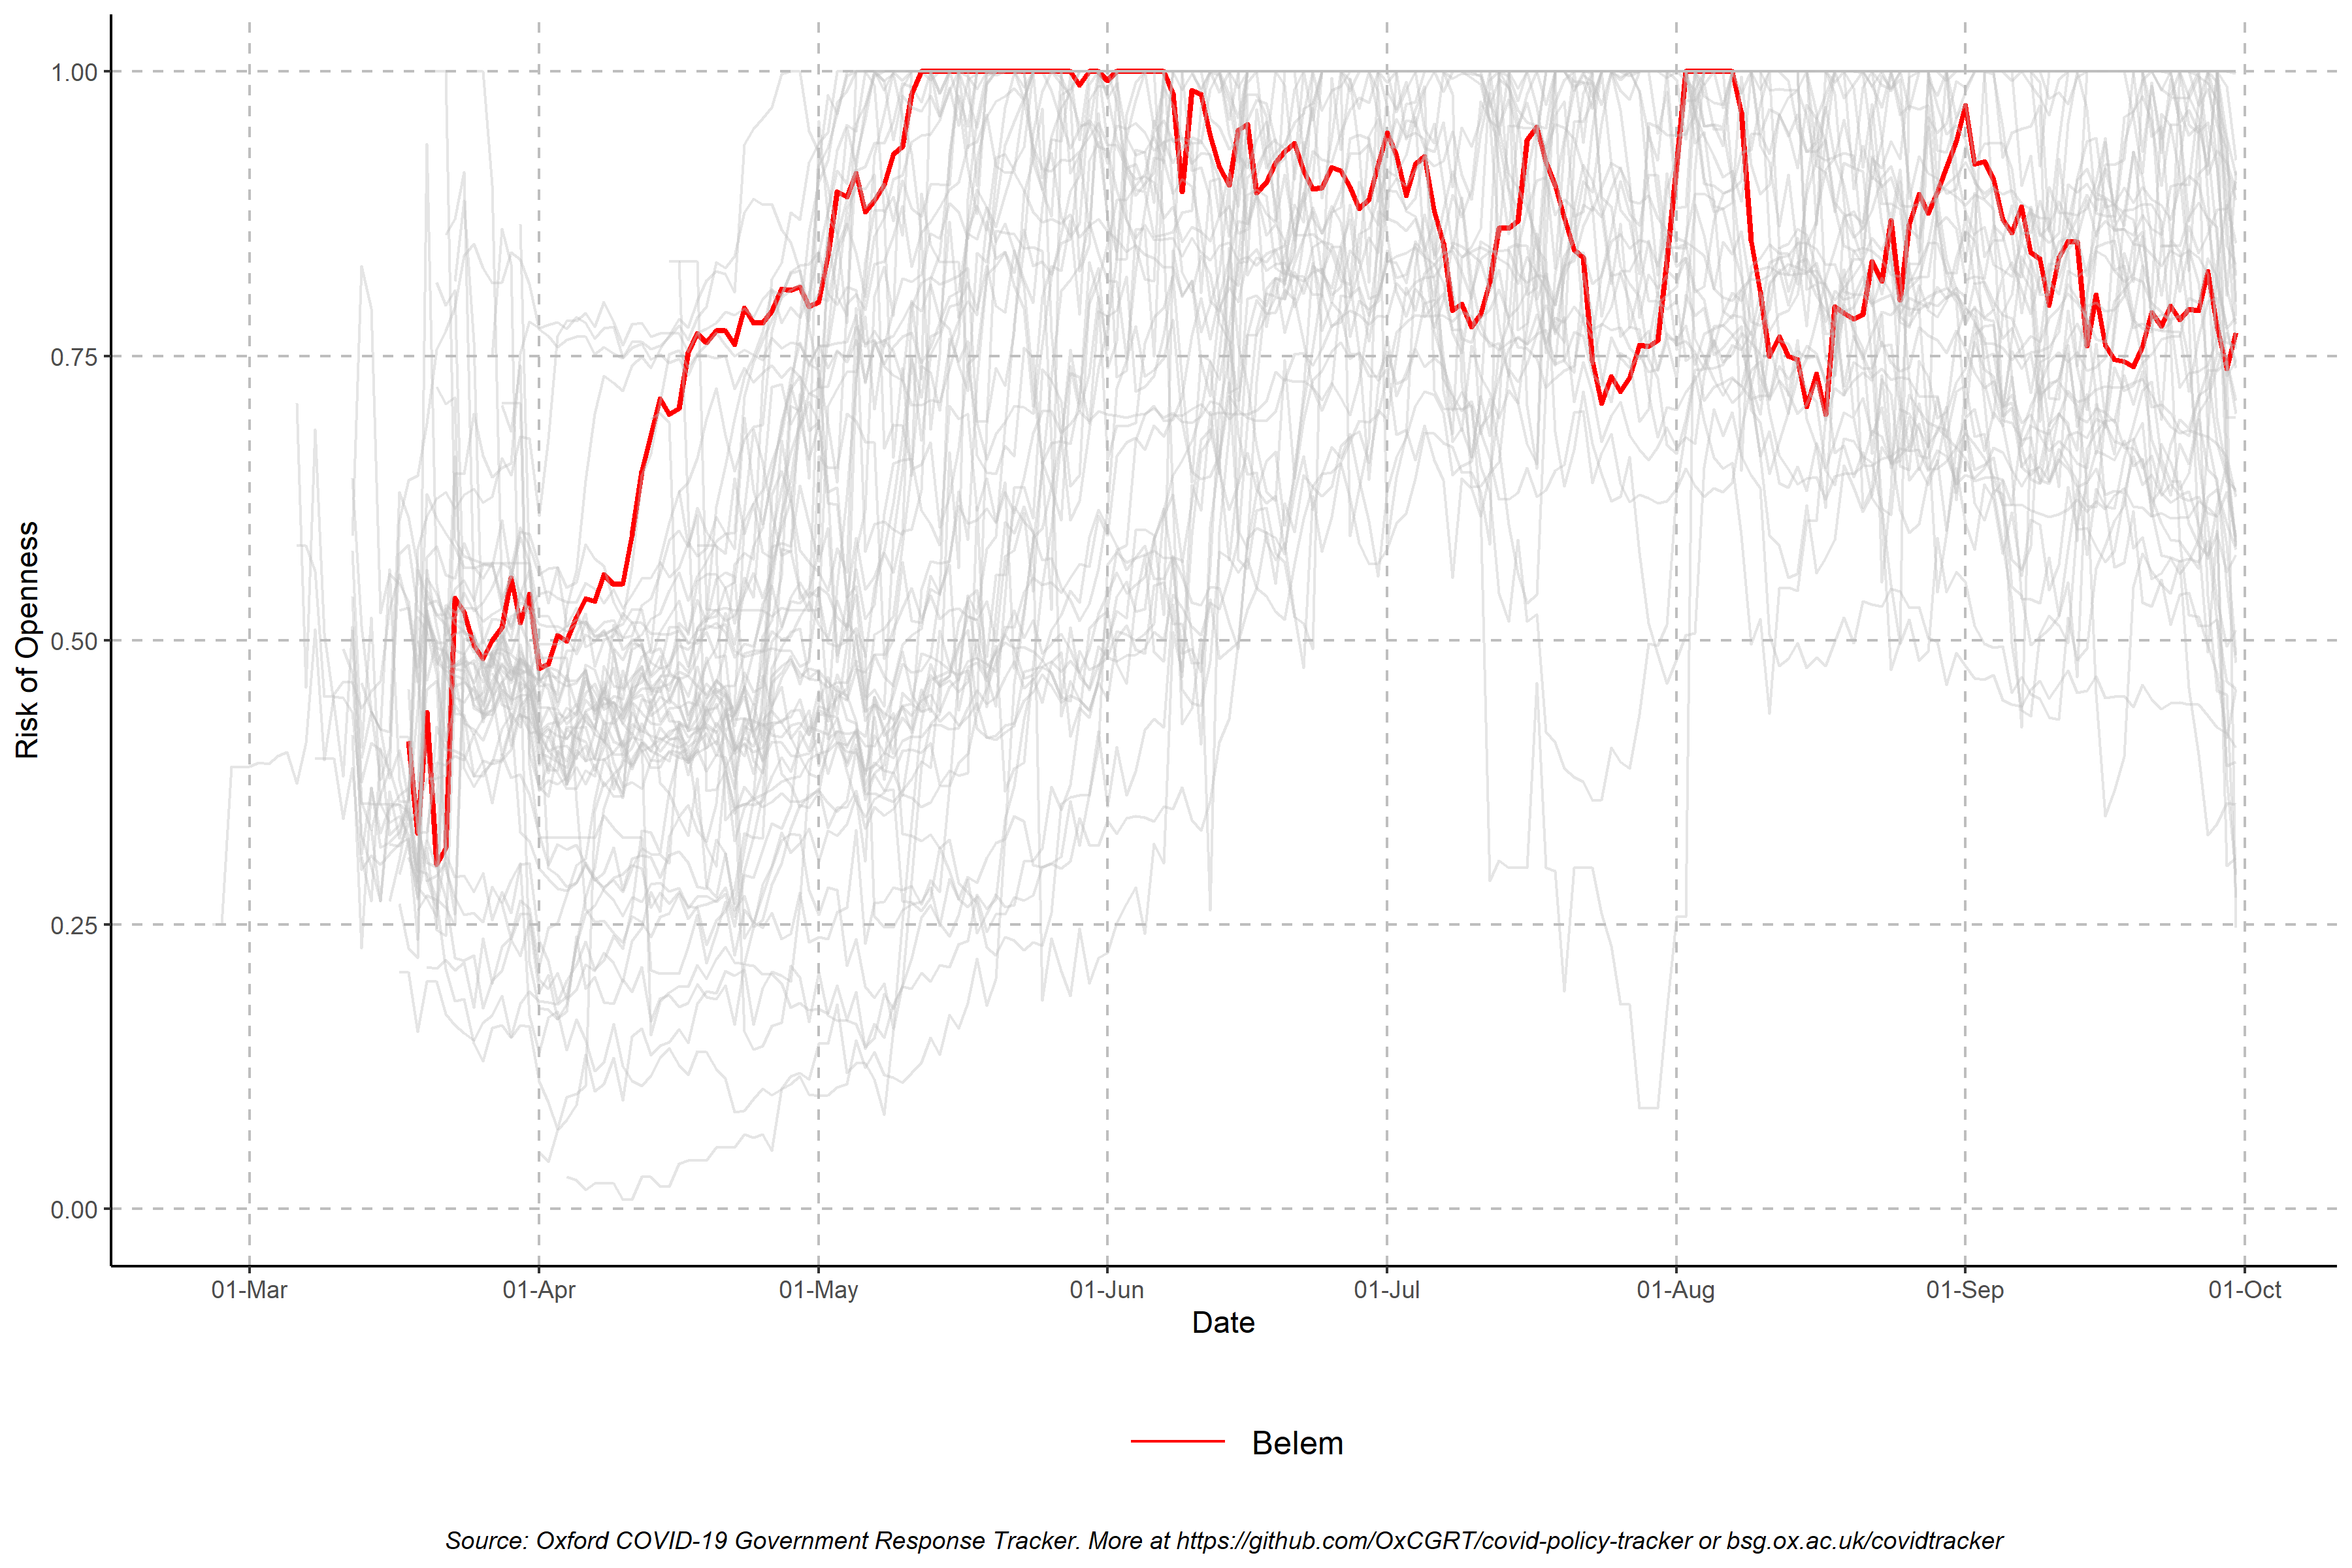 1.00
0.75
0.50
0.25
0.00
Risk of Openness
01-Mar 01-Apr 01-May 01-Jun 01-Jul 01-Aug 01-Sep 01-Oct
Date
Belem
Source: Oxford COVID-19 Government Response Tracker. More at https://github.com/OxCGRT/covid-policy-tracker or bsg.ox.ac.uk/covidtracker